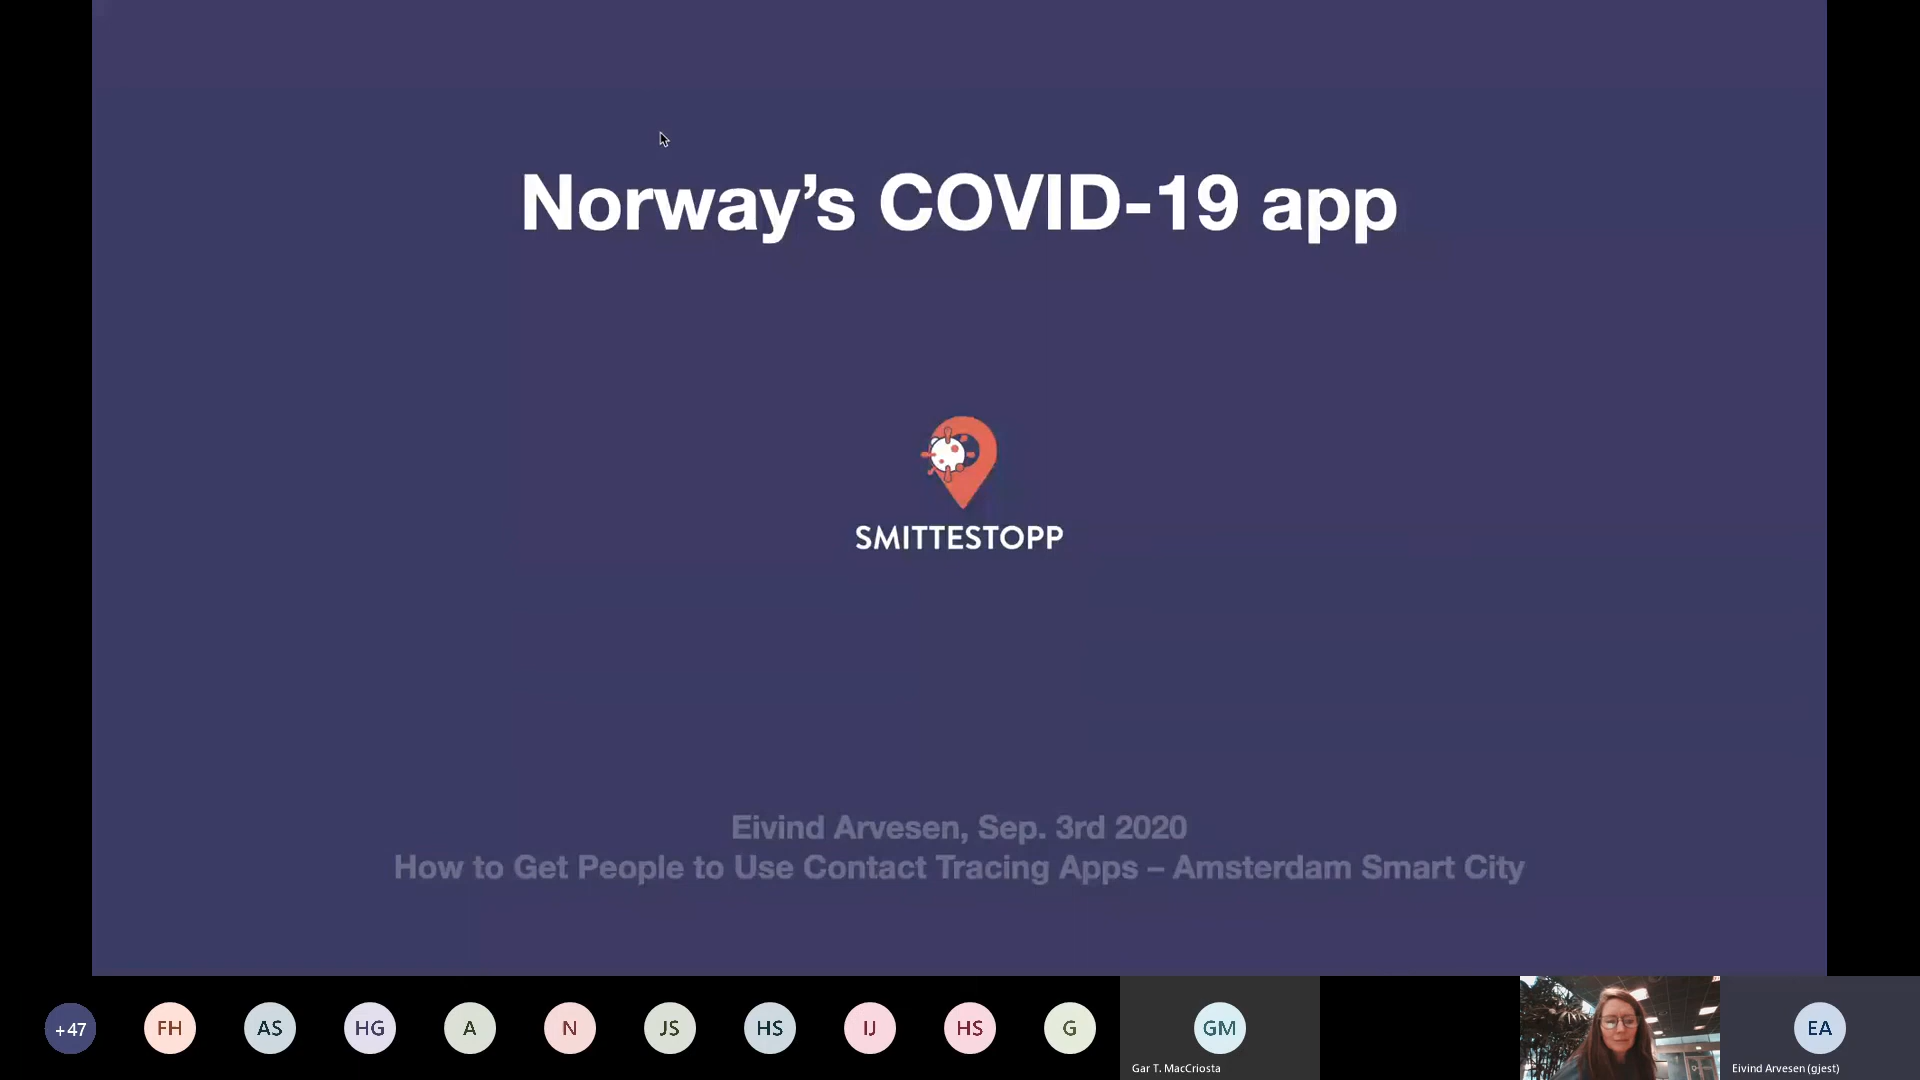 Norway’s COVID-19 app
SMITTESTOPP
Eivind Arvesen, Sep. 3rd 2020
How to Get People to Use Contact Tracing Apps – Amsterdam Smart City
+47
FH
AS
HG
A
N
JS
HS
IJ
HS
G
GM
EA
Gar T. MacCriosta
Eivind Arvesen (gjest)